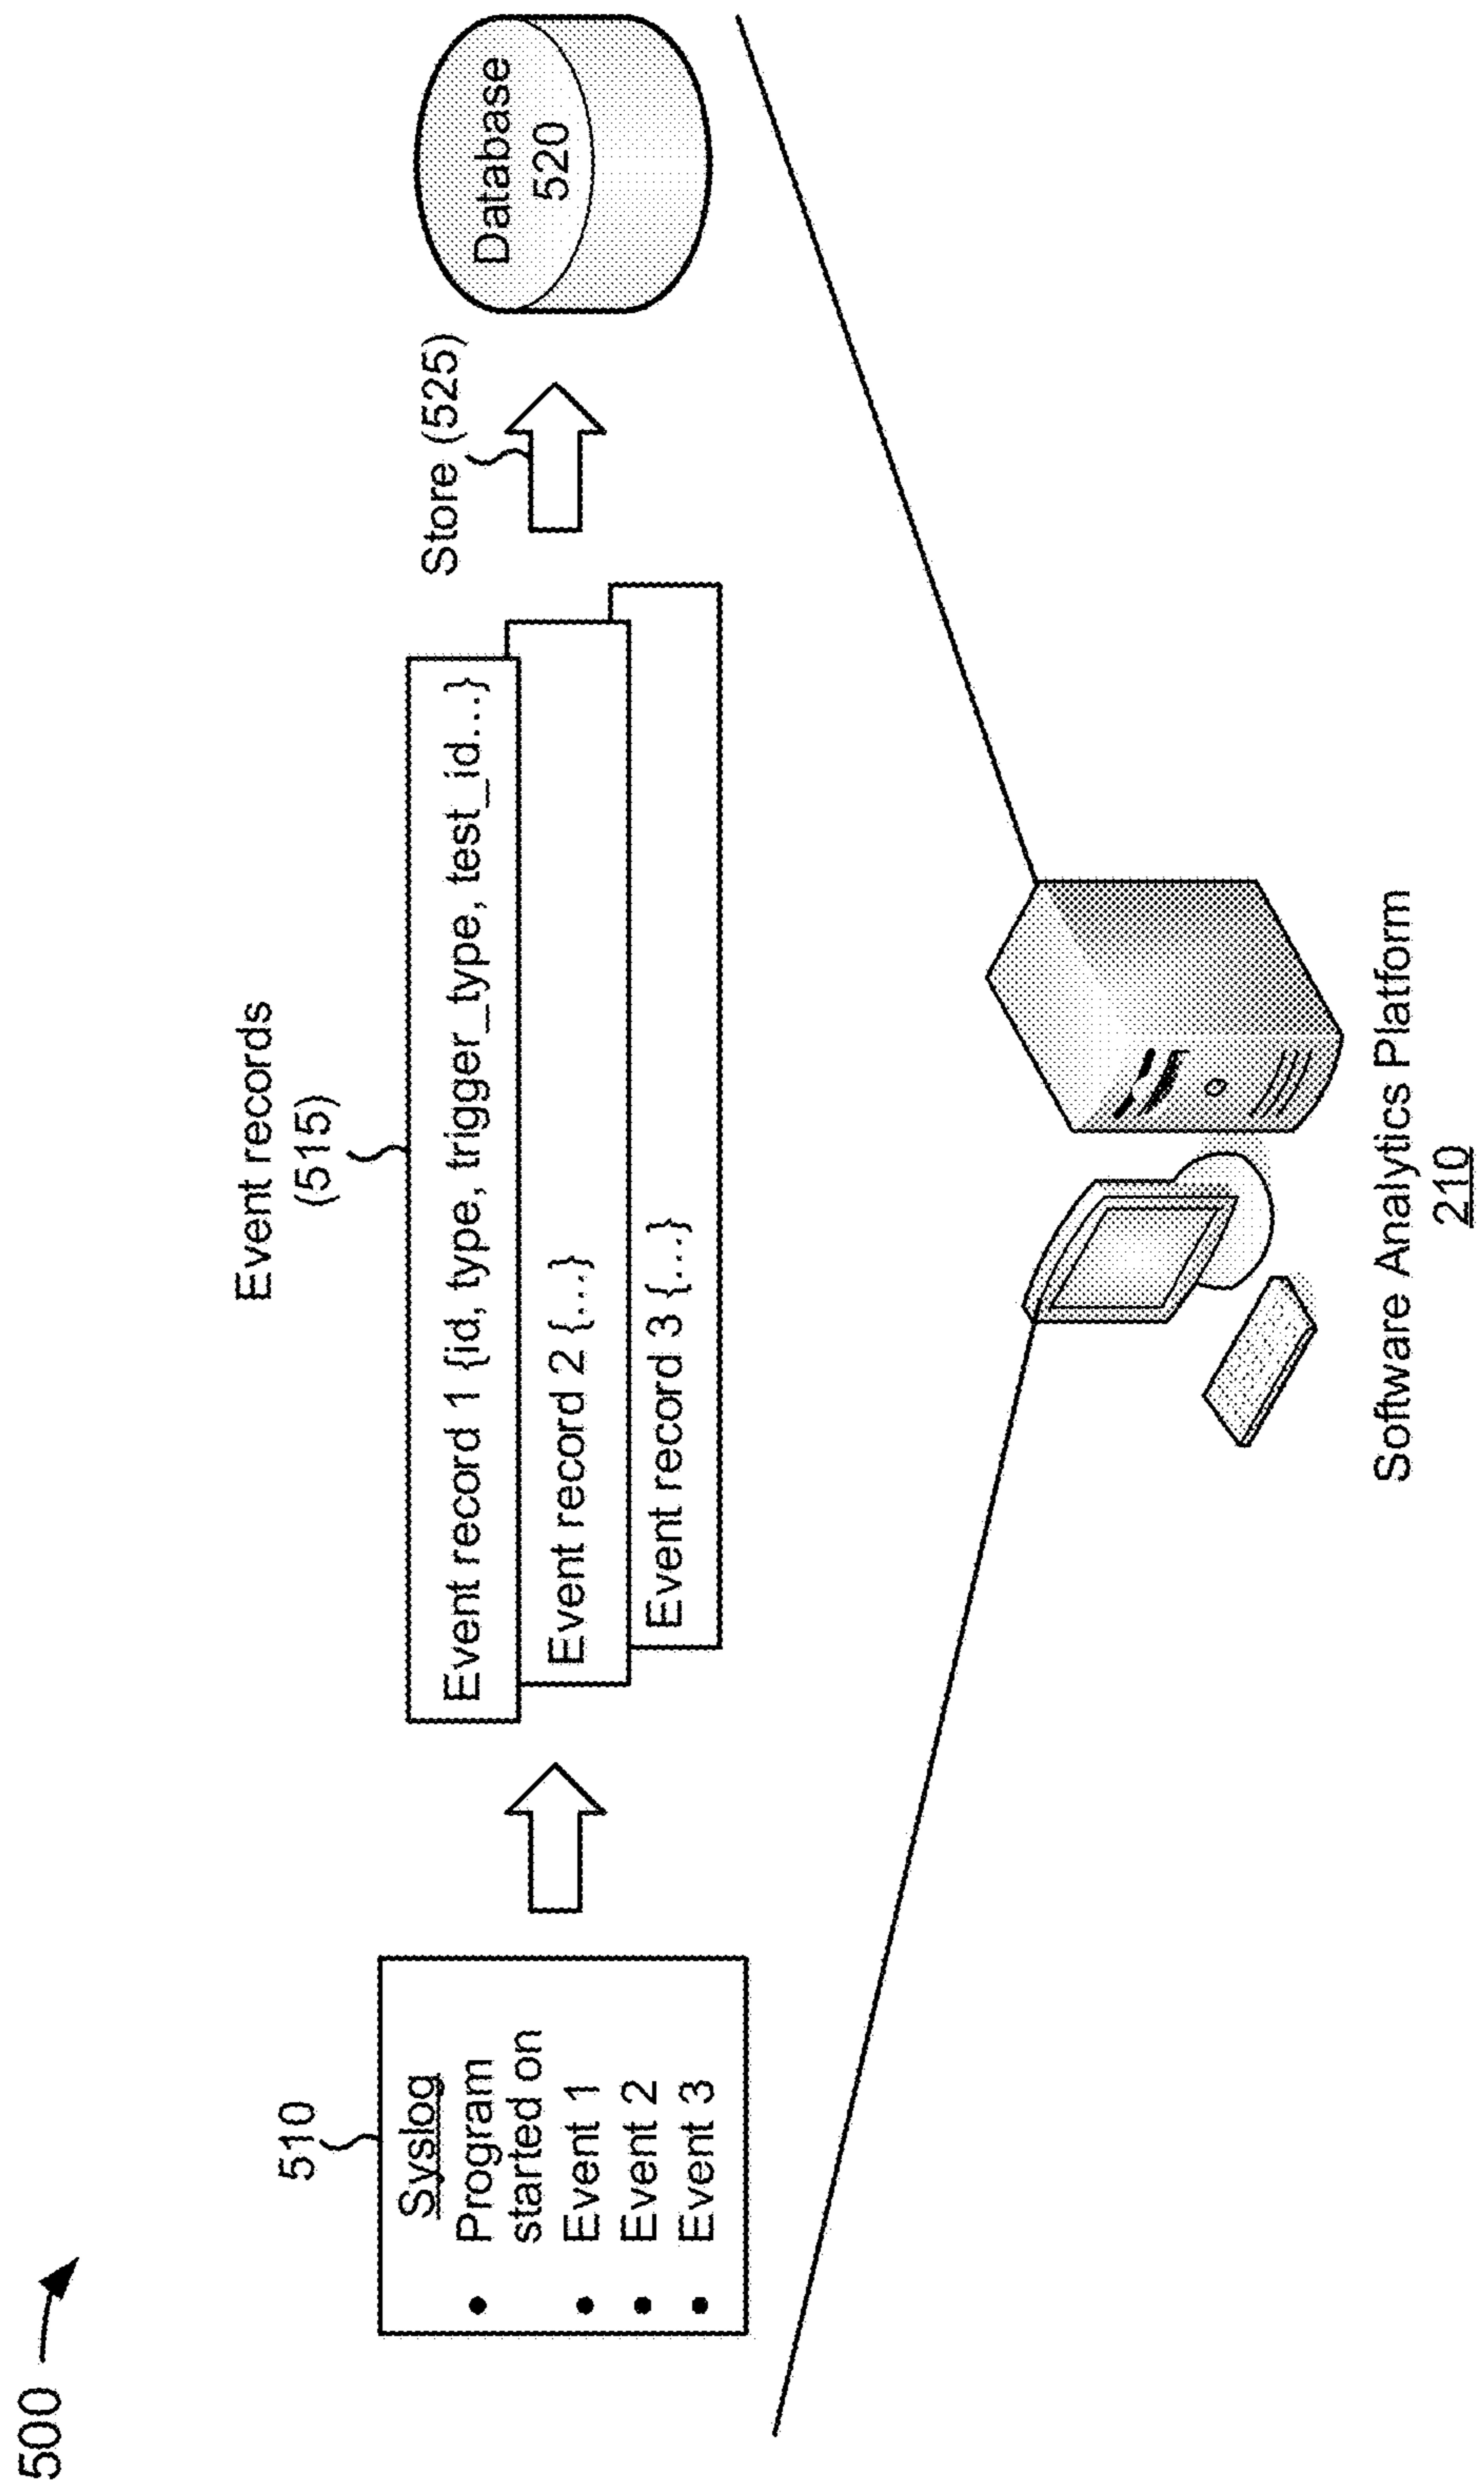 500
510
Syslog
• Program
started on
• Event 1
• Event 2
• Event 3
Event records
(515)
Event record 1 {id, type, trigger_type, test_id...}
Event record 2 {...}
Event record 3 {...}
Store (525)
Database
520
Software Analytics Platform
210